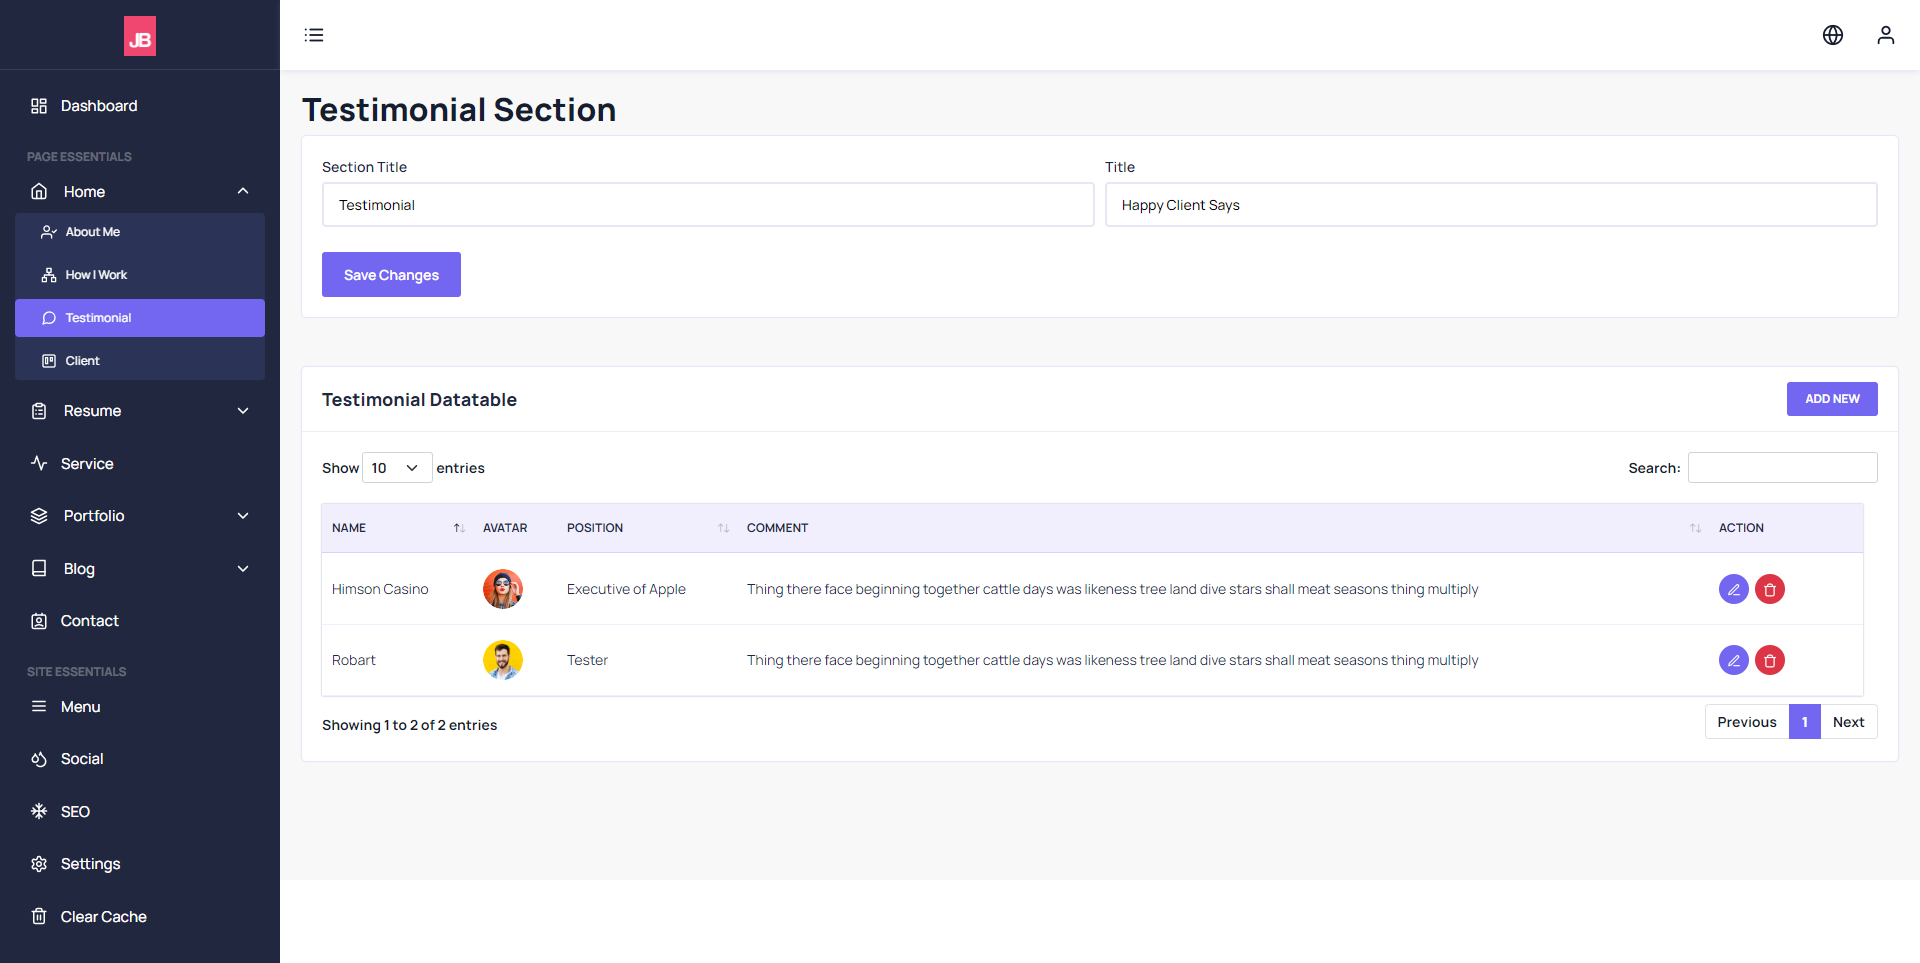 JB
Dashboard
PAGE ESSENTIALS
Home
About Me
How I Work
Testimonial
Client
Resume
Service
Portfolio
Blog
Contact
SITE ESSENTIALS
Menu
Social
SEO
Settings
Clear Cache
Testimonial Section
Section Title
Testimonial
Title
Happy Client Says
Save Changes
Testimonial Datatable
ADD NEW
Show 10 entries
Search:
NAME AVATAR POSITION COMMENT ACTION
Himson Casino Executive of Apple Thing there face beginning together cattle days was likeness tree land dive stars shall meat seasons thing multiply
Robart Tester Thing there face beginning together cattle days was likeness tree land dive stars shall meat seasons thing multiply
Showing 1 to 2 of 2 entries
Previous 1 Next